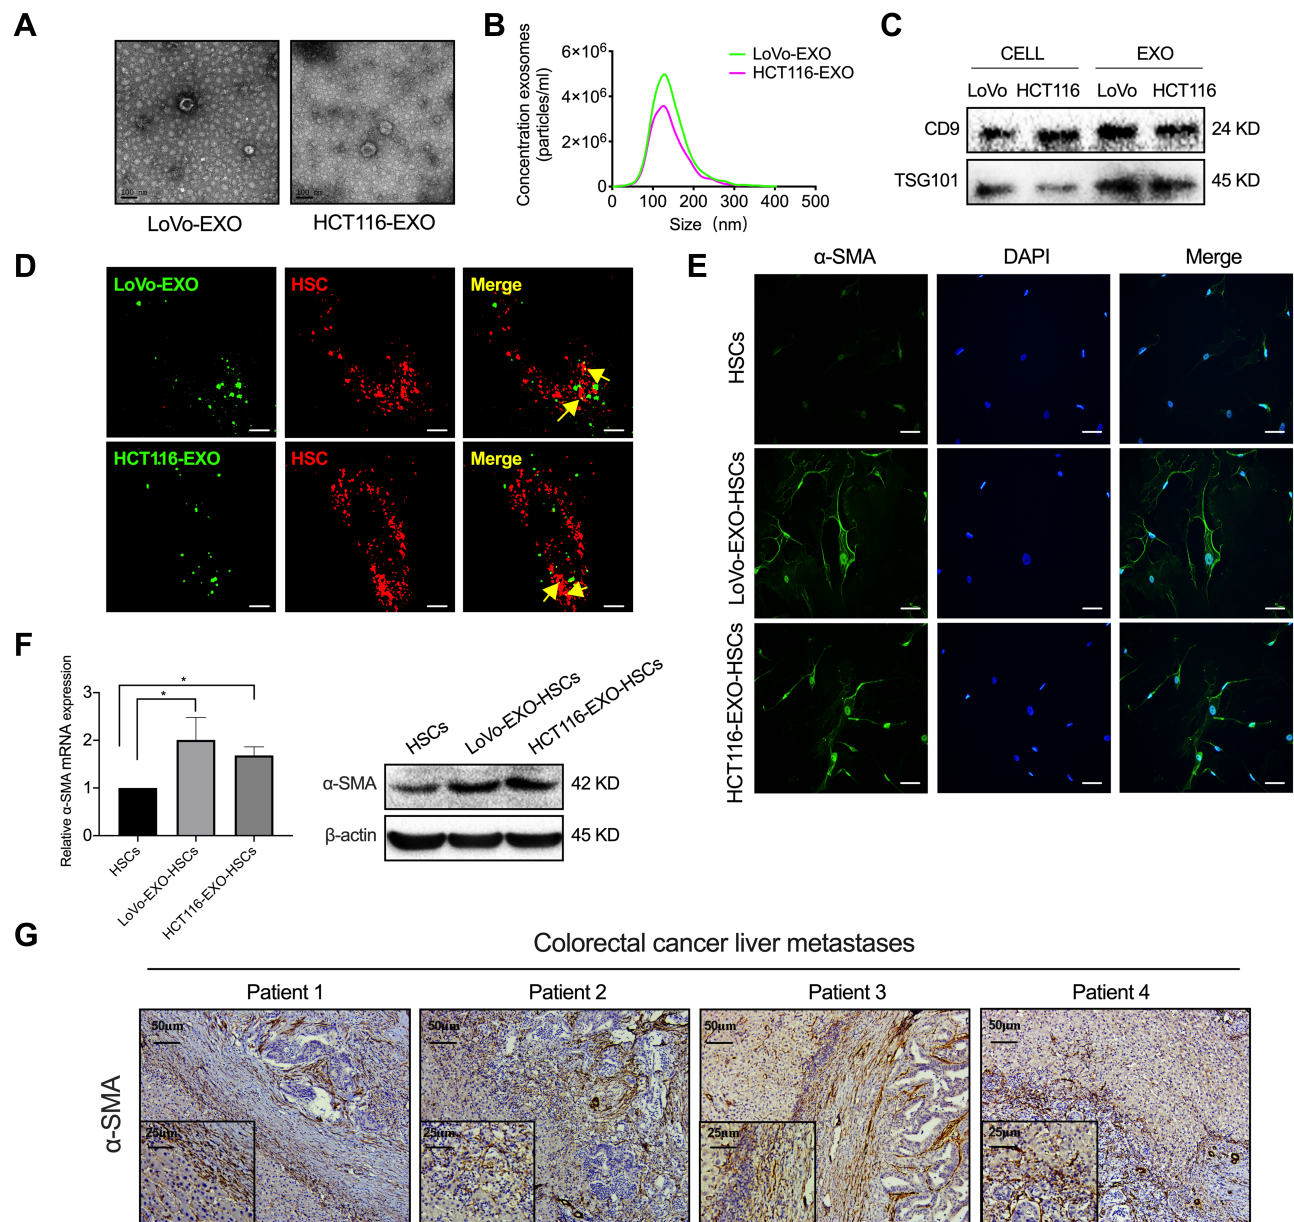 A
100 nm
LoVo-EXO
100 nm
HCT116-EXO
B
Concentration exosomes
(particles/ml)
6×10⁶
4×10⁶
2×10⁶
0
0 100 200 300 400 500
Size (nm)
LoVo-EXO
HCT116-EXO
C
CELL EXO
LoVo HCT116 LoVo HCT116
CD9 24 KD
TSG101 45 KD
D
LoVo-EXO HSC Merge
HCT116-EXO HSC Merge
E
α-SMA DAPI Merge
HSCs
LoVo-EXO-HSCs
HCT116-EXO-HSCs
F
Relative α-SMA mRNA expression
3
2
1
0
*
*
HSCs
LoVo-EXO-HSCs
HCT116-EXO-HSCs
HSCs
LoVo-EXO-HSCs
HCT116-EXO-HSCs
α-SMA 42 KD
β-actin 45 KD
G
Colorectal cancer liver metastases
Patient 1 Patient 2 Patient 3 Patient 4
α-SMA
50μm 50μm 50μm 50μm
25μm 25μm 25μm 25μm